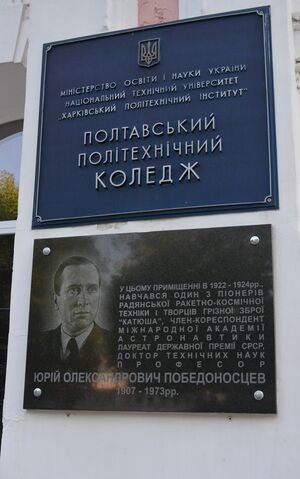 МІНІСТЕРСТВО ОСВІТИ І НАУКИ УКРАЇНИ
НАЦІОНАЛЬНИЙ ТЕХНІЧНИЙ УНІВЕРСИТЕТ
"ХАРКІВСЬКИЙ ПОЛІТЕХНІЧНИЙ ІНСТИТУТ"
ПОЛТАВСЬКИЙ
ПОЛІТЕХНІЧНИЙ
КОЛЕДЖ
У ЦЬОМУ ПРИМІЩЕННІ В 1922 - 1924рр.
НАВЧАВСЯ ОДИН З ПІОНЕРІВ
РАДЯНСЬКОЇ РАКЕТНО-КОСМІЧНОЇ
ТЕХНІКИ І ТВОРЦІВ ГРІЗНОЇ ЗБРОЇ
"КАТЮША", ЧЛЕН-КОРЕСПОНДЕНТ
МІЖНАРОДНОЇ АКАДЕМІЇ
АСТРОНАВТИКИ
ЛАУРЕАТ ДЕРЖАВНОЇ ПРЕМІЇ СРСР,
ДОКТОР ТЕХНІЧНИХ НАУК
ПРОФЕСОР
ЮРІЙ ОЛЕКСАНДРОВИЧ ПОБЕДОНОСЦЕВ
1907 - 1973рр.